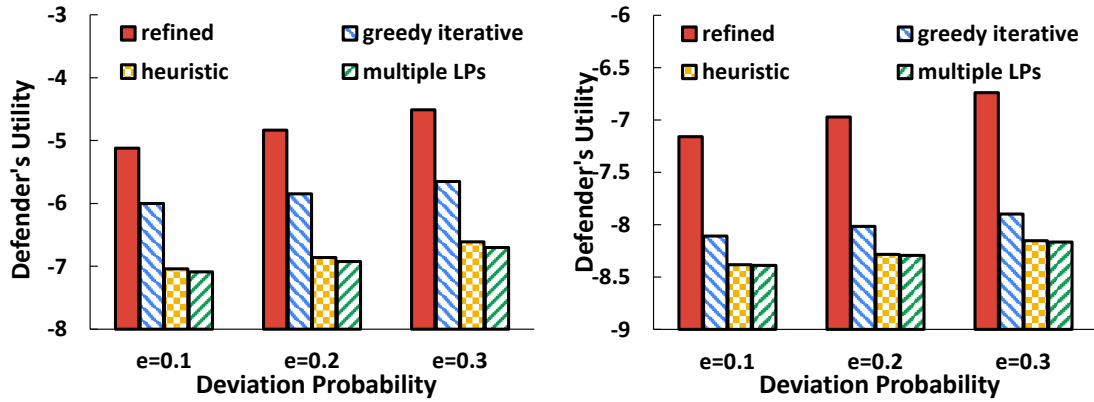 -3
-4
-5
-6
-7
-8
Defender's Utility
refined
greedy iterative
heuristic
multiple LPs
e=0.1 e=0.2 e=0.3
Deviation Probability
-6
-6.5
-7
-7.5
-8
-8.5
-9
Defender's Utility
refined
greedy iterative
heuristic
multiple LPs
e=0.1 e=0.2 e=0.3
Deviation Probability